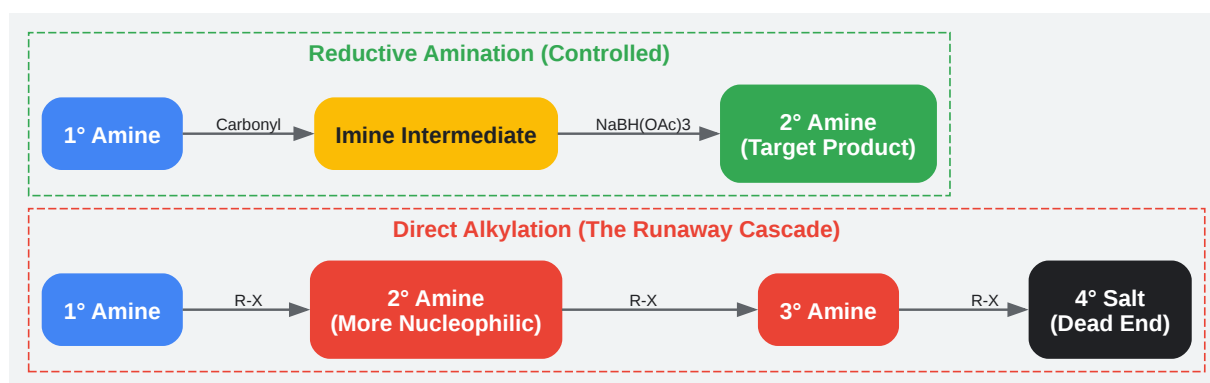 Reductive Amination (Controlled)
1° Amine
Carbonyl
Imine Intermediate
NaBH(OAc)3
2° Amine
(Target Product)
Direct Alkylation (The Runaway Cascade)
1° Amine
R-X
2° Amine
(More Nucleophilic)
R-X
3° Amine
R-X
4° Salt
(Dead End)